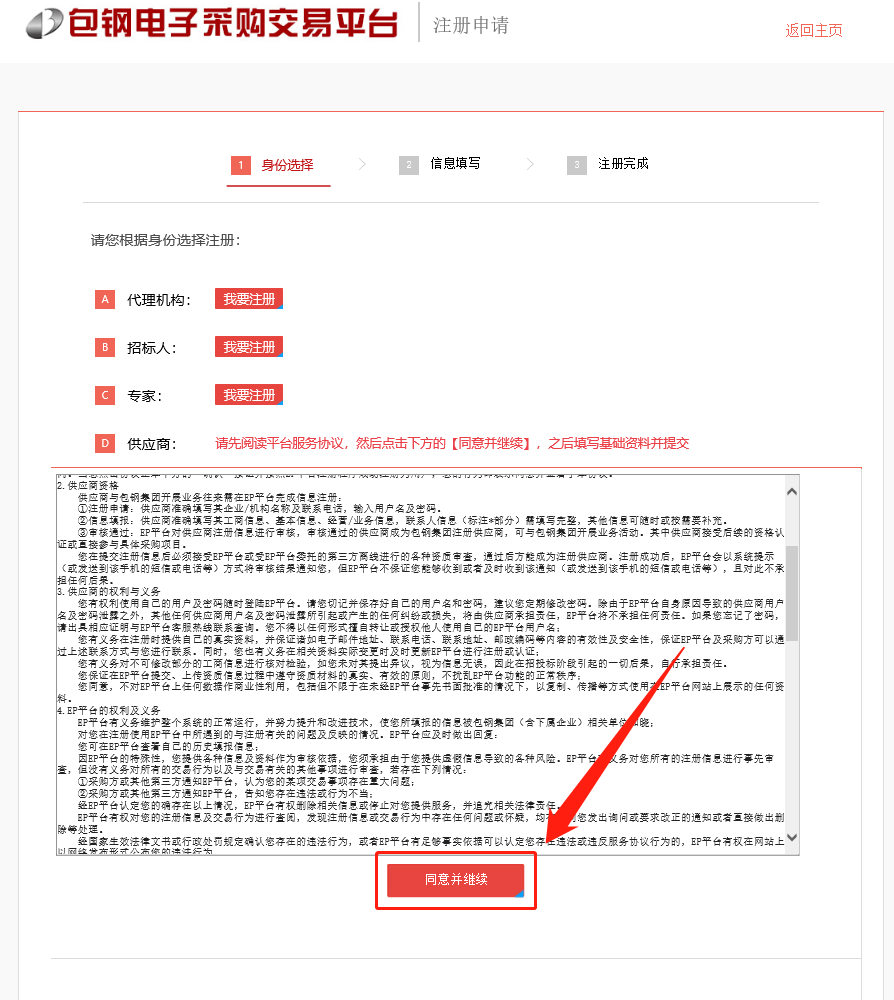 包钢电子采购交易平台
注册申请
返回主页
1 身份选择
2 信息填写
3 注册完成
请您根据身份选择注册：
A 代理机构： 我要注册
B 招标人： 我要注册
C 专家： 我要注册
D 供应商： 请先阅读平台服务协议，然后点击下方的【同意并继续】，之后填写基础资料并提交
2.供应商资格
供应商与包钢集团开展业务往来需在EP平台完成信息注册：
①注册申请：供应商准确填写其企业/机构名称及联系电话，输入用户名及密码。
②信息填报：供应商准确填写其工商信息、基本信息、经营/业务信息，联系人信息（标注*部分）需填写完整，其他信息可随时或按需要补充。
③审核通过：EP平台对供应商注册信息进行审核，审核通过的供应商成为包钢集团注册供应商，可与包钢集团开展业务活动。其中供应商接受后续的资格认
证或直接参与具体采购项目。
您在提交注册信息后必须接受EP平台或受EP平台委托的第三方离线进行的各种资质审查，通过后方能成为注册供应商。注册成功后，EP平台会以系统提示
（或发送到该手机的短信或电话等）方式将审核结果通知您，但EP平台不保证您能够收到或者及时收到该通知（或发送到该手机的短信或电话等），且对此不承
担任何后果。
3.供应商的权利与义务
您有权利使用自己的用户及密码随时登陆EP平台。请您切记并保存好自己的用户名和密码，建议您定期修改密码。除由于EP平台自身原因导致的供应商用户
名及密码泄露之外，其他任何供应商用户名及密码泄露所引起或产生的任何纠纷或损失，将由供应商承担责任，EP平台将不承担任何责任。如果您忘记了密码，
请出具相应证明与EP平台客服热线联系查询。您不得以任何形式擅自转让或授权他人使用自己的EP平台用户名；
您有义务在注册时提供自己的真实资料，并保证诸如电子邮件地址、联系电话、联系地址、邮政编码等内容的有效性及安全性，保证EP平台及采购方可以通
过上述联系方式与您进行联系。同时，您也有义务在相关资料实际变更时及时更新EP平台进行注册或认证；
您有义务对不可修改部分的工商信息进行核对检验，如您未对其提出异议，视为信息无误，因此在招投标阶段引起的一切后果，自行承担责任。
您保证在EP平台提交、上传资质信息过程中遵守资质材料的真实、有效的原则，不扰乱EP平台功能的正常秩序；
您同意，不对EP平台上任何数据作商业性利用，包括但不限于在未经EP平台事先书面批准的情况下，以复制、传播等方式使用在EP平台网站上展示的任何资
料。
4.EP平台的权利及义务
EP平台有义务维护整个系统的正常运行，并努力提升和改进技术，使您所填报的信息被包钢集团（含下属企业）相关单位知晓；
对您在注册使用EP平台中所遇到的与注册有关的问题及反映的情况。EP平台应及时做出回复：
您可在EP平台查看自己的历史填报信息；
因EP平台的特殊性，您提供各种信息及资料作为审核依据，您须承担由于您提供虚假信息导致的各种风险。EP平台有义务对您所有的注册信息进行事先审
查，但没有义务对所有的交易行为以及与交易有关的其他事项进行审查，若存在下列情况：
①采购方或其他第三方通知EP平台，认为您的某项交易事项存在重大问题；
②采购方或其他第三方通知EP平台，告知您存在违法或行为不当；
经EP平台认定您的确存在以上情况，EP平台有权删除相关信息或停止对您提供服务，并追究相关法律责任。
EP平台有权对您的注册信息及交易行为进行查阅，发现注册信息或交易行为中存在任何问题或怀疑，均有权向您发出询问或要求改正的通知或者直接做出删
除等处理。
经国家生效法律文书或行政处罚规定确认您存在的违法行为，或者EP平台有足够事实依据可以认定您存在违法或违反服务协议行为的，EP平台有权在网站上
以网络发布形式公布您的违法行为
同意并继续